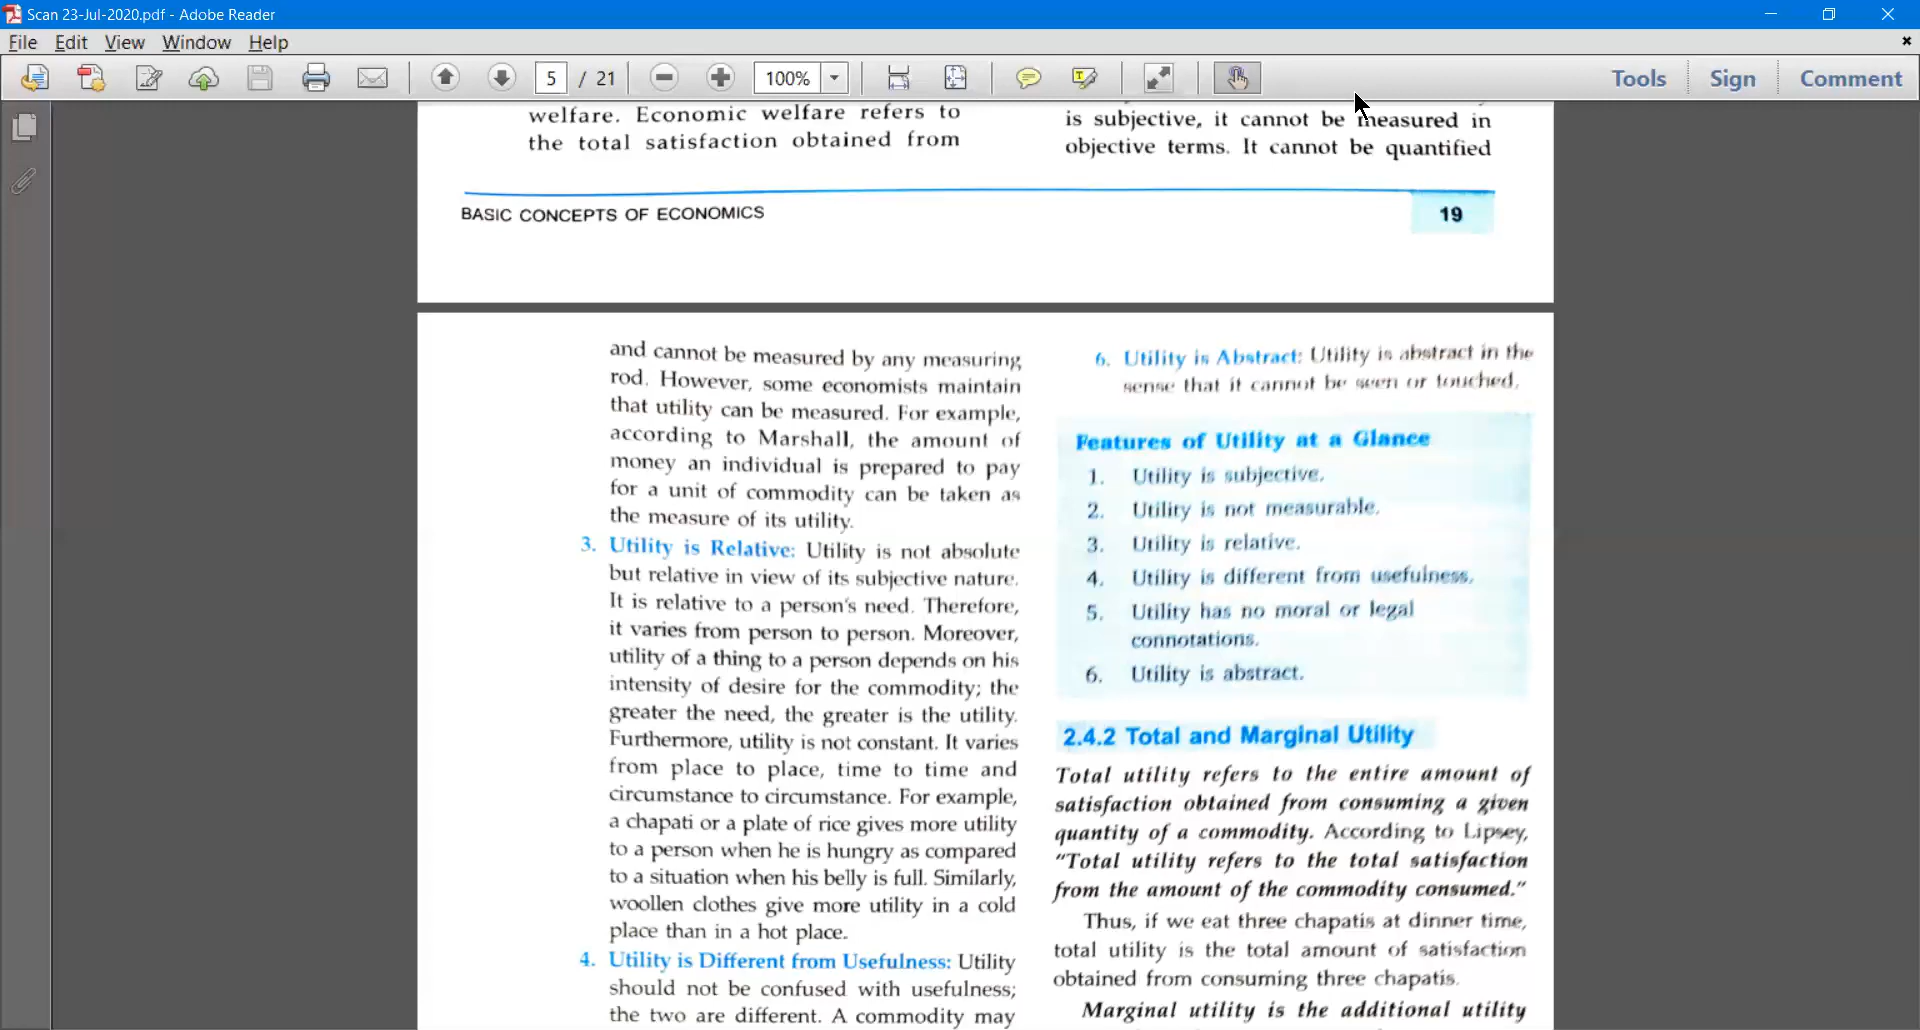 Scan 23-Jul-2020.pdf - Adobe Reader
File Edit View Window Help
5 / 21
100%
Tools Sign Comment
welfare. Economic welfare refers to
the total satisfaction obtained from
is subjective, it cannot be measured in
objective terms. It cannot be quantified
BASIC CONCEPTS OF ECONOMICS
19
and cannot be measured by any measuring
rod. However, some economists maintain
that utility can be measured. For example,
according to Marshall, the amount of
money an individual is prepared to pay
for a unit of commodity can be taken as
the measure of its utility.
3. Utility is Relative: Utility is not absolute
but relative in view of its subjective nature.
It is relative to a person's need. Therefore,
it varies from person to person. Moreover,
utility of a thing to a person depends on his
intensity of desire for the commodity; the
greater the need, the greater is the utility.
Furthermore, utility is not constant. It varies
from place to place, time to time and
circumstance to circumstance. For example,
a chapati or a plate of rice gives more utility
to a person when he is hungry as compared
to a situation when his belly is full. Similarly,
woollen clothes give more utility in a cold
place than in a hot place.
4. Utility is Different from Usefulness: Utility
should not be confused with usefulness;
the two are different. A commodity may
6. Utility is Abstract: Utility is abstract in the
sense that it cannot be seen or touched.
Features of Utility at a Glance
1. Utility is subjective.
2. Utility is not measurable.
3. Utility is relative.
4. Utility is different from usefulness.
5. Utility has no moral or legal
connotations.
6. Utility is abstract.
2.4.2 Total and Marginal Utility
Total utility refers to the entire amount of
satisfaction obtained from consuming a given
quantity of a commodity. According to Lipsey,
"Total utility refers to the total satisfaction
from the amount of the commodity consumed."
Thus, if we eat three chapatis at dinner time,
total utility is the total amount of satisfaction
obtained from consuming three chapatis.
Marginal utility is the additional utility